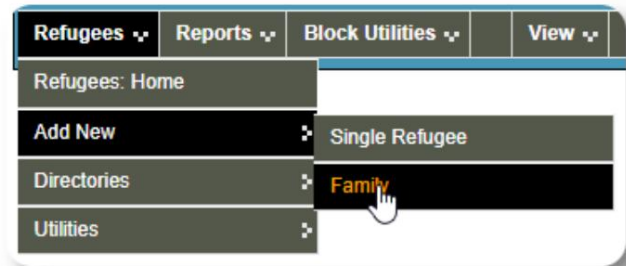 Refugees Reports Block Utilities View
Refugees: Home
Add New Single Refugee
Directories Family
Utilities